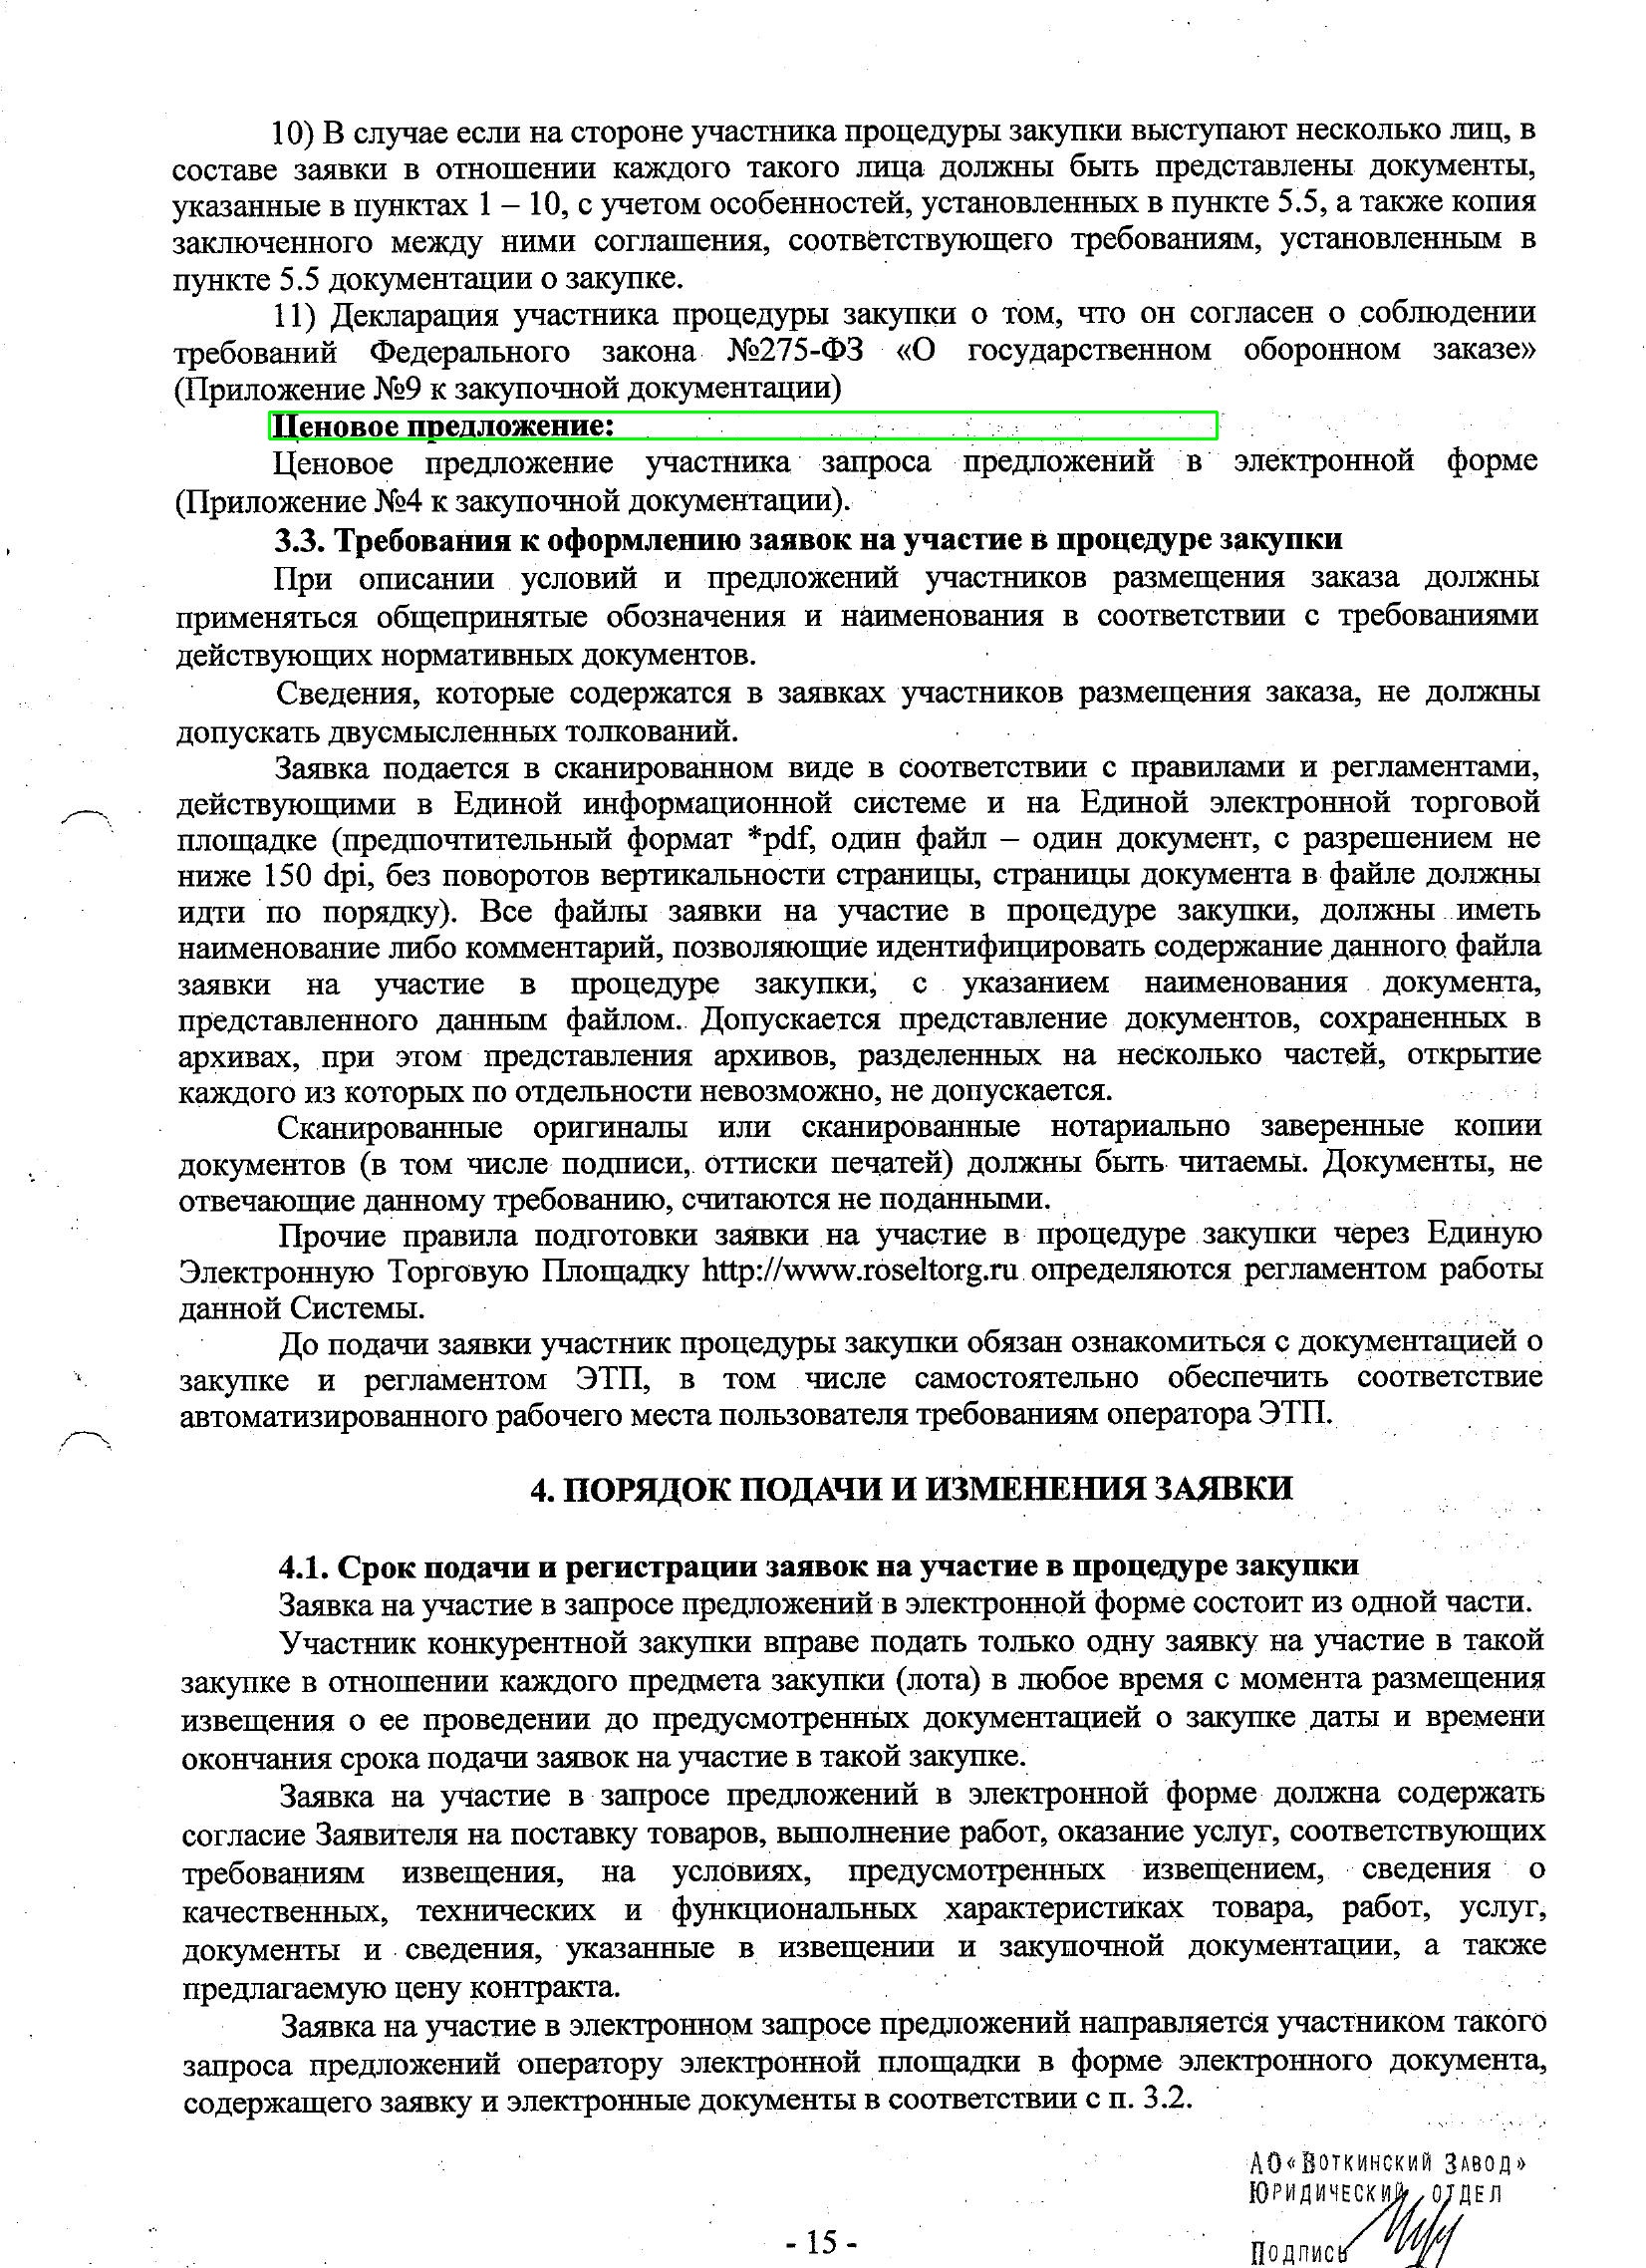 10) В случае если на стороне участника процедуры закупки выступают несколько лиц, в
составе заявки в отношении каждого такого лица должны быть представлены документы,
указанные в пунктах 1 – 10, с учетом особенностей, установленных в пункте 5.5, а также копия
заключенного между ними соглашения, соответствующего требованиям, установленным в
пункте 5.5 документации о закупке.
11) Декларация участника процедуры закупки о том, что он согласен о соблюдении
требований Федерального закона №275-ФЗ «О государственном оборонном заказе»
(Приложение №9 к закупочной документации)
Ценовое предложение:
Ценовое предложение участника запроса предложений в электронной форме
(Приложение №4 к закупочной документации).
3.3. Требования к оформлению заявок на участие в процедуре закупки
При описании условий и предложений участников размещения заказа должны
применяться общепринятые обозначения и наименования в соответствии с требованиями
действующих нормативных документов.
Сведения, которые содержатся в заявках участников размещения заказа, не должны
допускать двусмысленных толкований.
Заявка подается в сканированном виде в соответствии с правилами и регламентами,
действующими в Единой информационной системе и на Единой электронной торговой
площадке (предпочтительный формат *pdf, один файл – один документ, с разрешением не
ниже 150 dpi, без поворотов вертикальности страницы, страницы документа в файле должны
идти по порядку). Все файлы заявки на участие в процедуре закупки, должны иметь
наименование либо комментарий, позволяющие идентифицировать содержание данного файла
заявки на участие в процедуре закупки, с указанием наименования документа,
представленного данным файлом. Допускается представление документов, сохраненных в
архивах, при этом представления архивов, разделенных на несколько частей, открытие
каждого из которых по отдельности невозможно, не допускается.
Сканированные оригиналы или сканированные нотариально заверенные копии
документов (в том числе подписи, оттиски печатей) должны быть читаемы. Документы, не
отвечающие данному требованию, считаются не поданными.
Прочие правила подготовки заявки на участие в процедуре закупки через Единую
Электронную Торговую Площадку http://www.roseltorg.ru определяются регламентом работы
данной Системы.
До подачи заявки участник процедуры закупки обязан ознакомиться с документацией о
закупке и регламентом ЭТП, в том числе самостоятельно обеспечить соответствие
автоматизированного рабочего места пользователя требованиям оператора ЭТП.
4. ПОРЯДОК ПОДАЧИ И ИЗМЕНЕНИЯ ЗАЯВКИ
4.1. Срок подачи и регистрации заявок на участие в процедуре закупки
Заявка на участие в запросе предложений в электронной форме состоит из одной части.
Участник конкурентной закупки вправе подать только одну заявку на участие в такой
закупке в отношении каждого предмета закупки (лота) в любое время с момента размещения
извещения о ее проведении до предусмотренных документацией о закупке даты и времени
окончания срока подачи заявок на участие в такой закупке.
Заявка на участие в запросе предложений в электронной форме должна содержать
согласие Заявителя на поставку товаров, выполнение работ, оказание услуг, соответствующих
требованиям извещения, на условиях, предусмотренных извещением, сведения о
качественных, технических и функциональных характеристиках товара, работ, услуг,
документы и сведения, указанные в извещении и закупочной документации, а также
предлагаемую цену контракта.
Заявка на участие в электронном запросе предложений направляется участником такого
запроса предложений оператору электронной площадки в форме электронного документа,
содержащего заявку и электронные документы в соответствии с п. 3.2.
АО«ВОТКИНСКИЙ ЗАВОД»
ЮРИДИЧЕСКИЙ ОТДЕЛ
ПОДПИСЬ
- 15 -